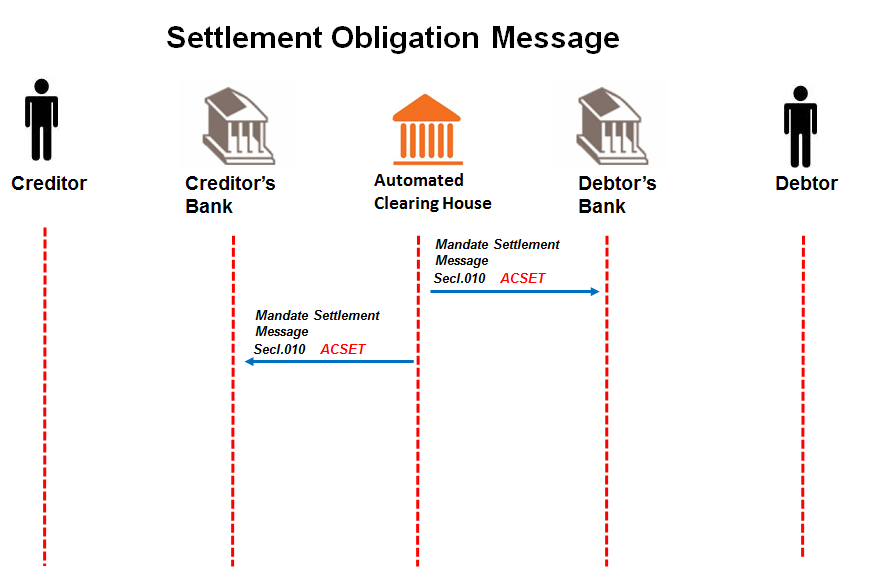 Settlement Obligation Message
Creditor
Creditor's
Bank
Automated
Clearing House
Debtor's
Bank
Debtor
Mandate Settlement
Message
Secl.010 ACSET
Mandate Settlement
Message
Secl.010 ACSET